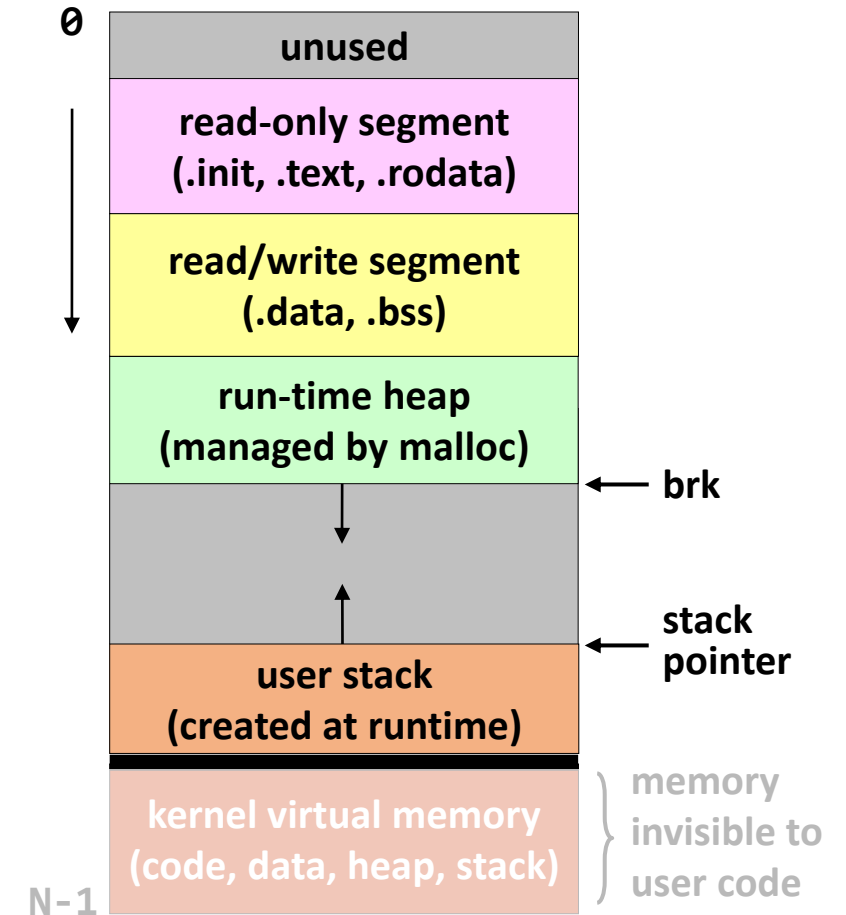 0
unused
read-only segment
(.init, .text, .rodata)
read/write segment
(.data, .bss)
run-time heap
(managed by malloc)
brk
stack
pointer
user stack
(created at runtime)
kernel virtual memory
(code, data, heap, stack)
memory
invisible to
user code
N-1